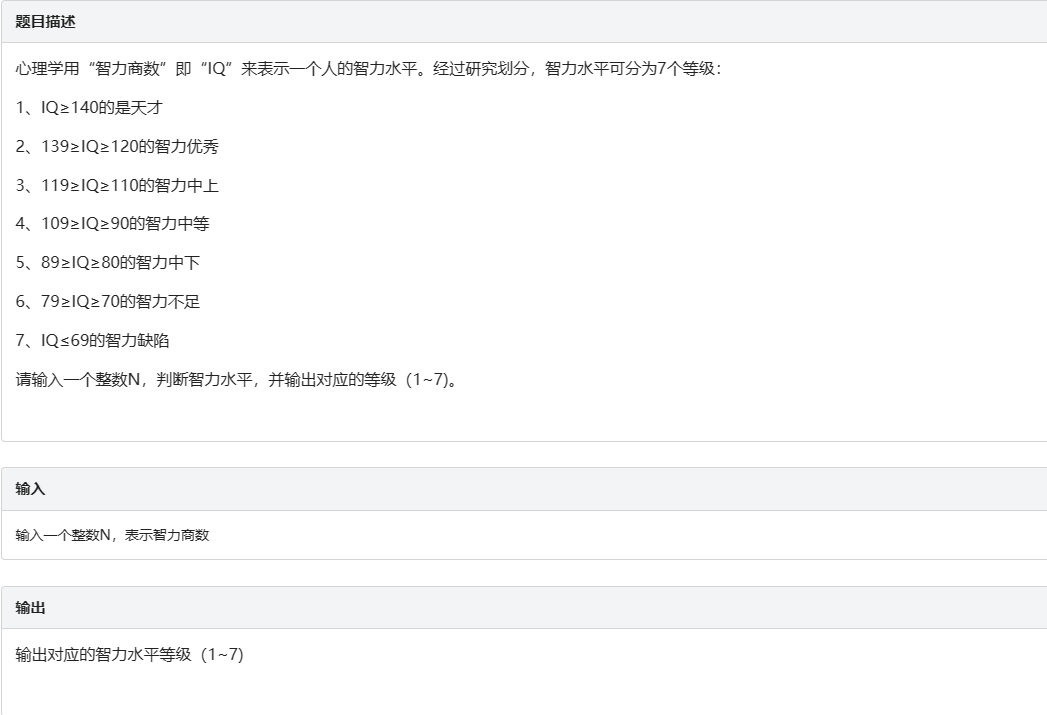 题目描述
心理学用“智力商数”即“IQ”来表示一个人的智力水平。经过研究划分，智力水平可分为7个等级：
1、IQ≥140的是天才
2、139≥IQ≥120的智力优秀
3、119≥IQ≥110的智力中上
4、109≥IQ≥90的智力中等
5、89≥IQ≥80的智力中下
6、79≥IQ≥70的智力不足
7、IQ≤69的智力缺陷
请输入一个整数N，判断智力水平，并输出对应的等级（1~7)。
输入
输入一个整数N，表示智力商数
输出
输出对应的智力水平等级（1~7)